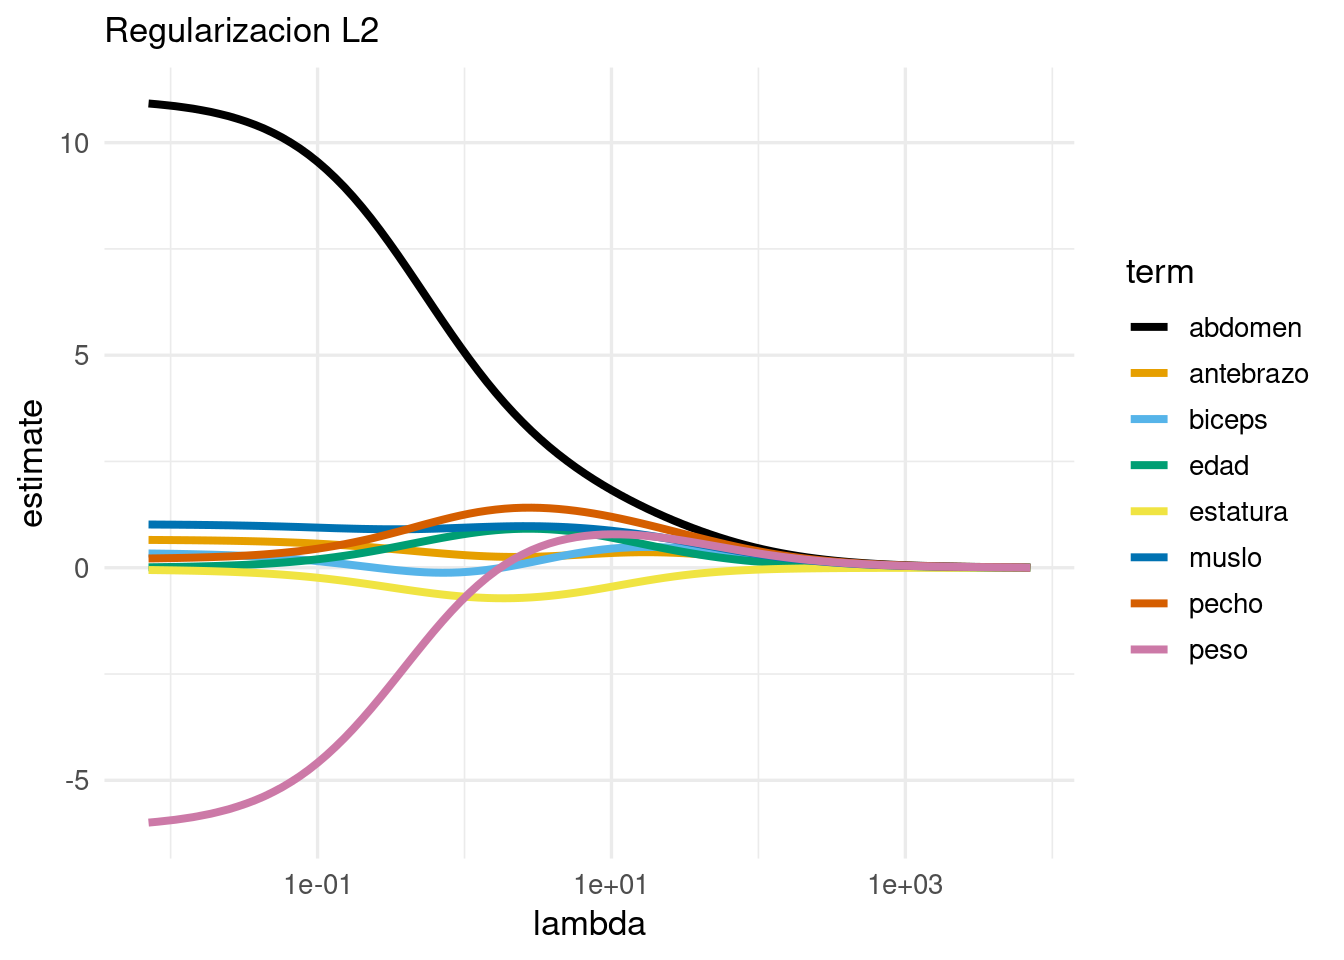 Regularizacion L2
10
5
0
-5
estimate
1e-01
1e+01
1e+03
lambda
term
abdomen
antebrazo
biceps
edad
estatura
muslo
pecho
peso